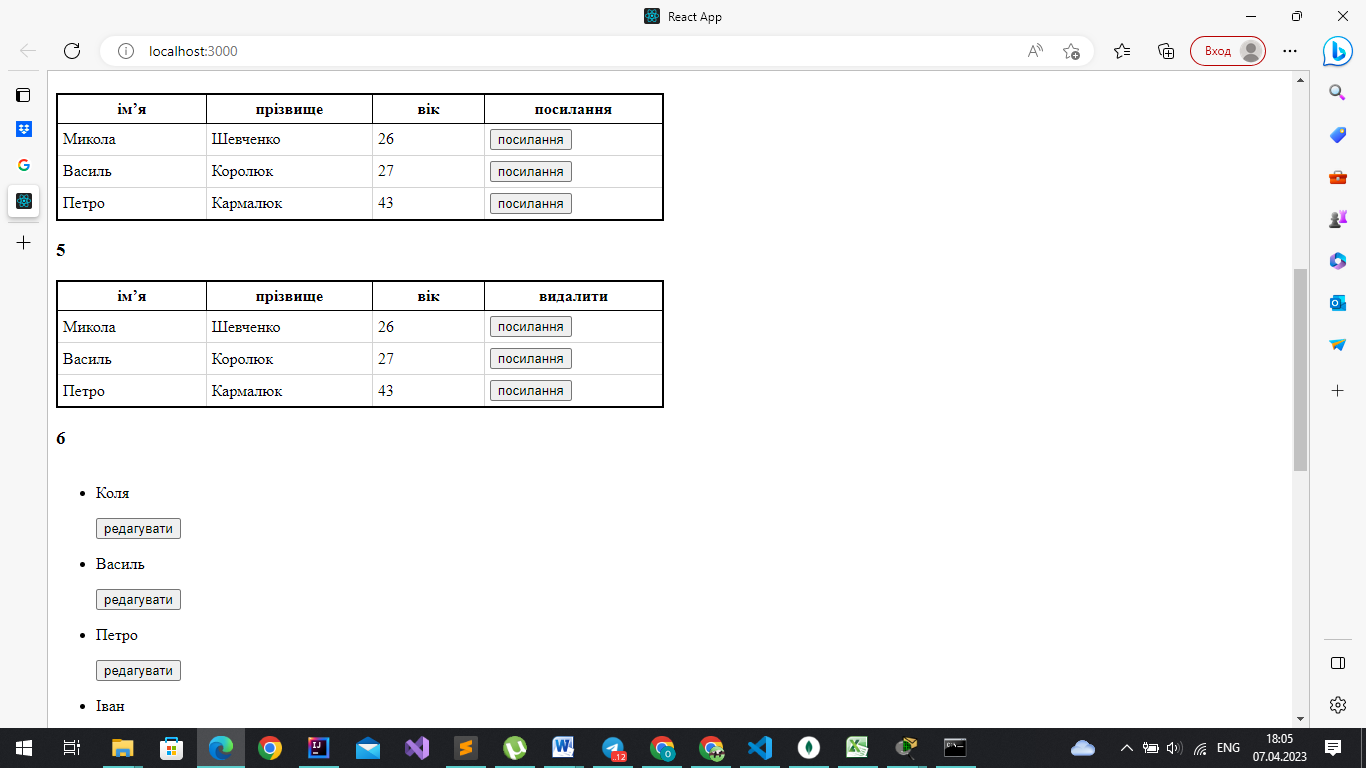 React App
localhost:3000
Вход
ім’я прізвище вік посилання
Микола Шевченко 26 посилання
Василь Королюк 27 посилання
Петро Кармалюк 43 посилання
5
ім’я прізвище вік видалити
Микола Шевченко 26 посилання
Василь Королюк 27 посилання
Петро Кармалюк 43 посилання
6
Коля
редагувати
Василь
редагувати
Петро
редагувати
Іван
ENG
18:05
07.04.2023